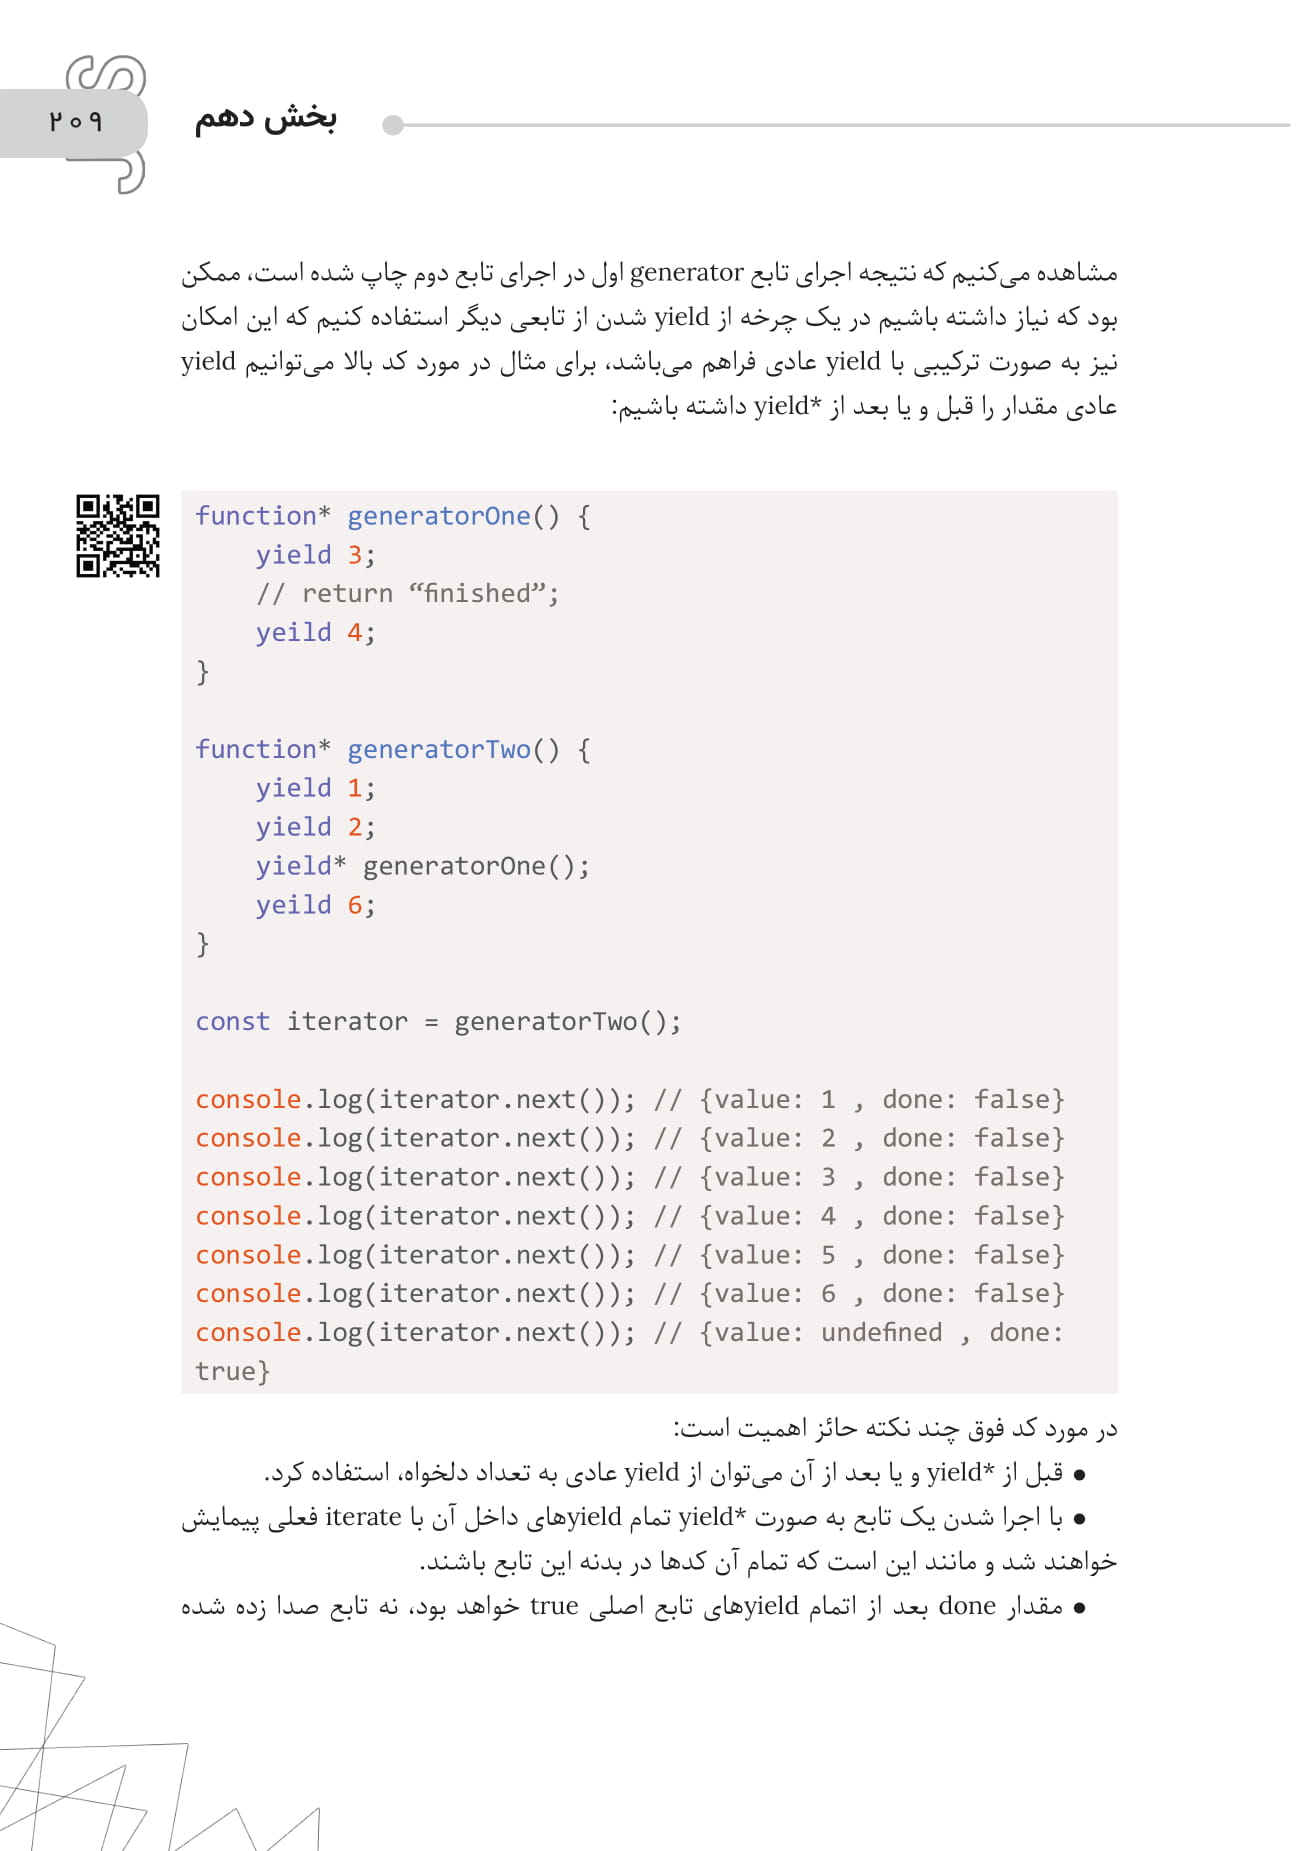 ۲۰۹
بخش دهم
مشاهده می‌کنیم که نتیجه اجرای تابع generator اول در اجرای تابع دوم چاپ شده است، ممکن
بود که نیاز داشته باشیم در یک چرخه از yield شدن از تابعی دیگر استفاده کنیم که این امکان
نیز به صورت ترکیبی با yield عادی فراهم می‌باشد، برای مثال در مورد کد بالا می‌توانیم yield
عادی مقدار را قبل و یا بعد از *yield داشته باشیم:
function* generatorOne() {
    yield 3;
    // return “finished”;
    yeild 4;
}
function* generatorTwo() {
    yield 1;
    yield 2;
    yield* generatorOne();
    yeild 6;
}
const iterator = generatorTwo();
console.log(iterator.next()); // {value: 1 , done: false}
console.log(iterator.next()); // {value: 2 , done: false}
console.log(iterator.next()); // {value: 3 , done: false}
console.log(iterator.next()); // {value: 4 , done: false}
console.log(iterator.next()); // {value: 5 , done: false}
console.log(iterator.next()); // {value: 6 , done: false}
console.log(iterator.next()); // {value: undefined , done:
true}
در مورد کد فوق چند نکته حائز اهمیت است:
● قبل از *yield و یا بعد از آن می‌توان از yield عادی به تعداد دلخواه، استفاده کرد.
● با اجرا شدن یک تابع به صورت *yield تمام yieldهای داخل آن با iterate فعلی پیمایش
خواهند شد و مانند این است که تمام آن کدها در بدنه این تابع باشند.
● مقدار done بعد از اتمام yieldهای تابع اصلی true خواهد بود، نه تابع صدا زده شده